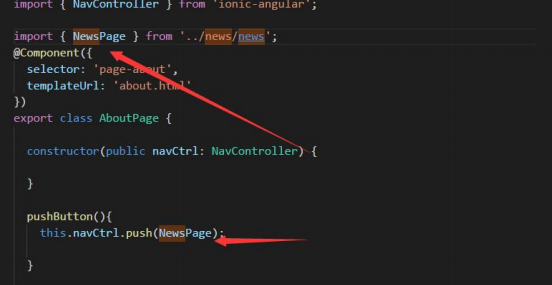 import { NavController } from 'ionic-angular';
import { NewsPage } from '../news/news';
@Component({
selector: 'page-about',
templateUrl: 'about.html'
})
export class AboutPage {
constructor(public navCtrl: NavController) {
}
pushButton(){
this.navCtrl.push(NewsPage);
}